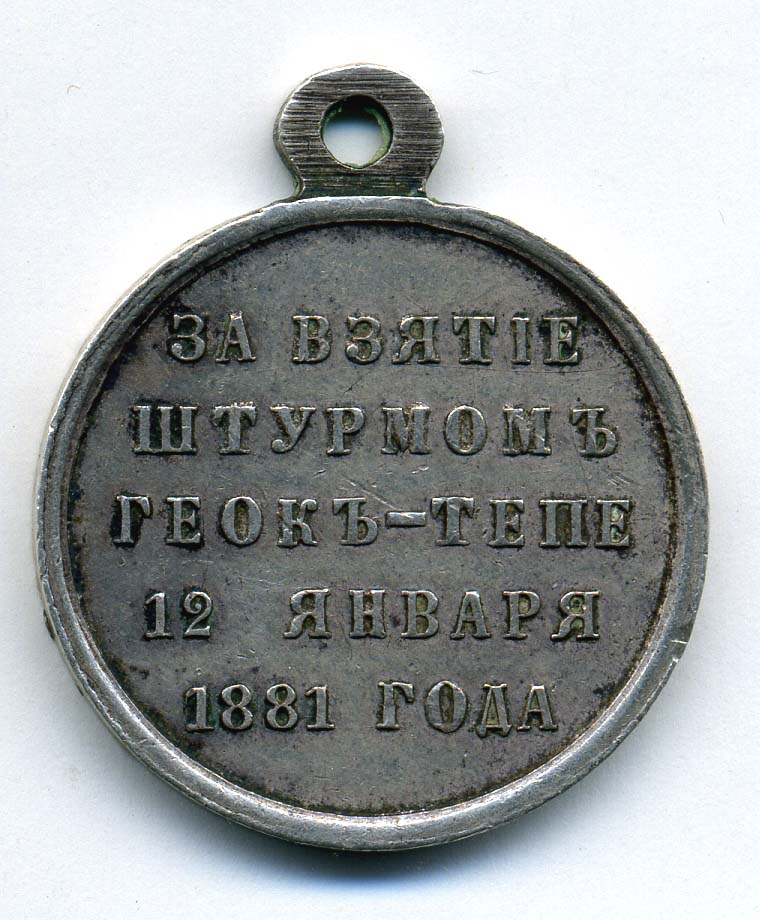 ЗА ВЗЯТІЕ
ШТУРМОМЪ
ГЕОКЪ-ТЕПЕ
12 ЯНВАРЯ
1881 ГОДА